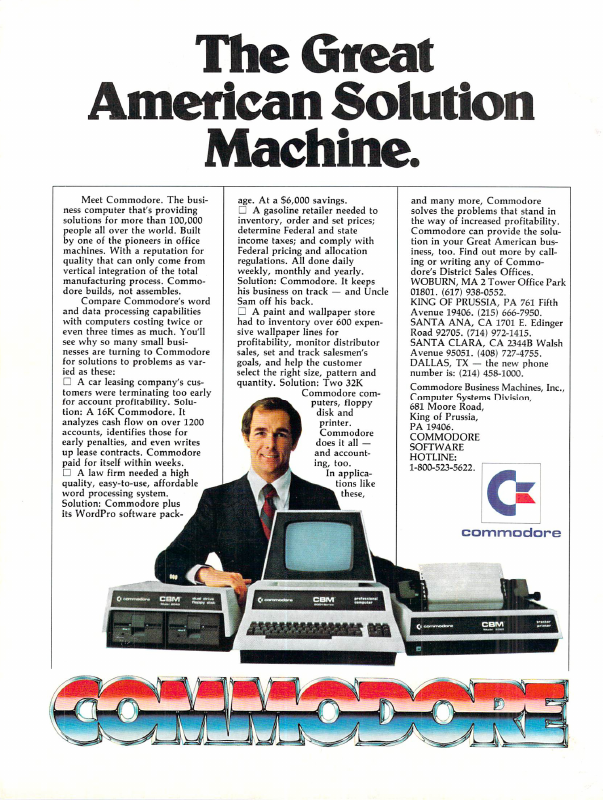 The Great
American Solution
Machine.
Meet Commodore. The busi-
ness computer that's providing
solutions for more than 100,000
people all over the world. Built
by one of the pioneers in office
machines. With a reputation for
quality that can only come from
vertical integration of the total
manufacturing process. Commo-
dore builds, not assembles.
Compare Commodore's word
and data processing capabilities
with computers costing twice or
even three times as much. You'll
see why so many small busi-
nesses are turning to Commodore
for solutions to problems as var-
ied as these:
□ A car leasing company's cus-
tomers were terminating too early
for account profitability. Solu-
tion: A 16K Commodore. It
analyzes cash flow on over 1200
accounts, identifies those for
early penalties, and even writes
up lease contracts. Commodore
paid for itself within weeks.
□ A law firm needed a high
quality, easy-to-use, affordable
word processing system.
Solution: Commodore plus
its WordPro software pack-
age. At a $6,000 savings.
□ A gasoline retailer needed to
inventory, order and set prices;
determine Federal and state
income taxes; and comply with
Federal pricing and allocation
regulations. All done daily
weekly, monthly and yearly.
Solution: Commodore. It keeps
his business on track — and Uncle
Sam off his back.
□ A paint and wallpaper store
had to inventory over 600 expen-
sive wallpaper lines for
profitability, monitor distributor
sales, set and track salesmen's
goals, and help the customer
select the right size, pattern and
quantity. Solution: Two 32K
Commodore com-
puters, floppy
disk and
printer.
Commodore
does it all —
and account-
ing, too.
In applica-
tions like
these,
and many more, Commodore
solves the problems that stand in
the way of increased profitability.
Commodore can provide the solu-
tion in your Great American bus-
iness, too. Find out more by call-
ing or writing any of Commo-
dore's District Sales Offices.
WOBURN, MA 2 Tower Office Park
01801. (617) 938-0552.
KING OF PRUSSIA, PA 761 Fifth
Avenue 19406. (215) 666-7950.
SANTA ANA, CA 1701 E. Edinger
Road 92705. (714) 972-1415.
SANTA CLARA, CA 2344B Walsh
Avenue 95051. (408) 727-4755.
DALLAS, TX — the new phone
number is: (214) 458-1000.
Commodore Business Machines, Inc.,
Computer Systems Division,
681 Moore Road,
King of Prussia,
PA 19406.
COMMODORE
SOFTWARE
HOTLINE:
1-800-523-5622.
commodore
commodore CBM dual drive floppy disk
commodore CBM professional computer
commodore CBM tractor printer
COMMODORE